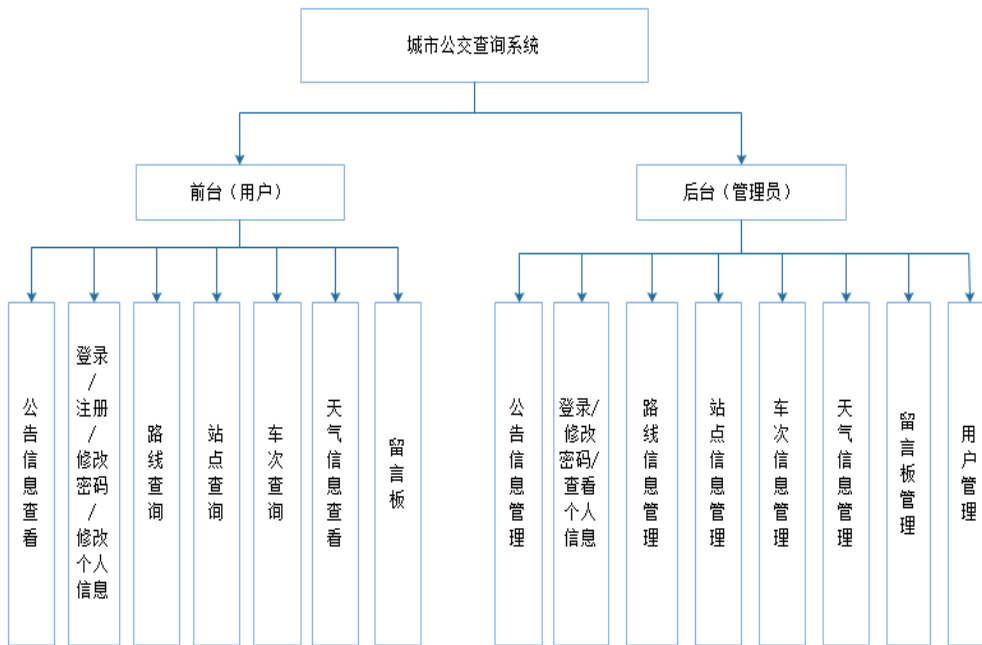 城市公交查询系统
前台（用户）
后台（管理员）
公告信息查看
登录
/
注册
/
修改
密码
/
修改
个人
信息
路线查询
站点查询
车次查询
天气信息查看
留言板
公告信息管理
登录/
修改
密码/
查看
个人
信息
路线信息管理
站点信息管理
车次信息管理
天气信息管理
留言板管理
用户管理